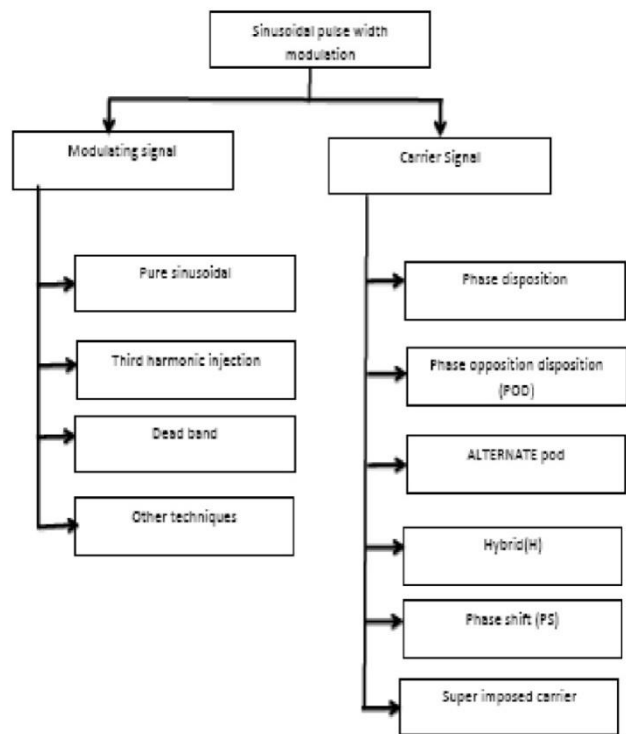 Sinusoidal pulse width
modulation
Modulating signal
Pure sinusoidal
Third harmonic injection
Dead band
Other techniques
Carrier Signal
Phase disposition
Phase opposition disposition
(POD)
ALTERNATE pod
Hybrid(H)
Phase shift (PS)
Super imposed carrier